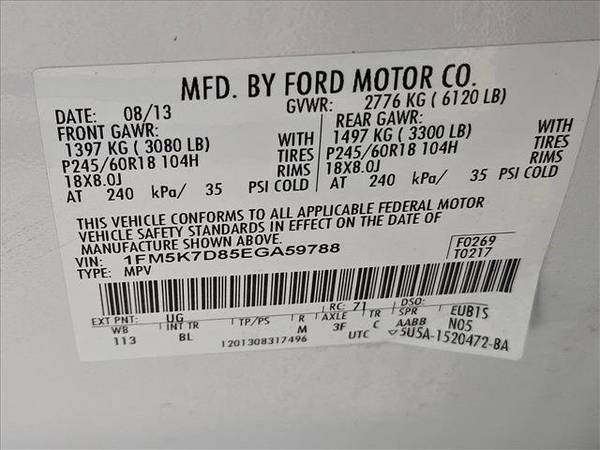 MFD. BY FORD MOTOR CO.
DATE: 08/13 GVWR: 2776 KG ( 6120 LB)
FRONT GAWR: REAR GAWR:
1397 KG ( 3080 LB) WITH 1497 KG ( 3300 LB) WITH
P245/60R18 104H TIRES P245/60R18 104H TIRES
18X8.0J RIMS 18X8.0J RIMS
AT 240 kPa/ 35 PSI COLD AT 240 kPa/ 35 PSI COLD
THIS VEHICLE CONFORMS TO ALL APPLICABLE FEDERAL MOTOR
VEHICLE SAFETY STANDARDS IN EFFECT ON THE DATE OF
MANUFACTURE SHOWN ABOVE.
VIN: 1FM5K7D85EGA59788 F0269
TYPE: MPV T0217
EXT PNT: UG RC: 71 DSO: EUB1S
WB INT TR TP/PS R AXLE TR SPR N05
113 BL M 3F C AABB
1201308317496 UTC 5U5A-1520472-BA